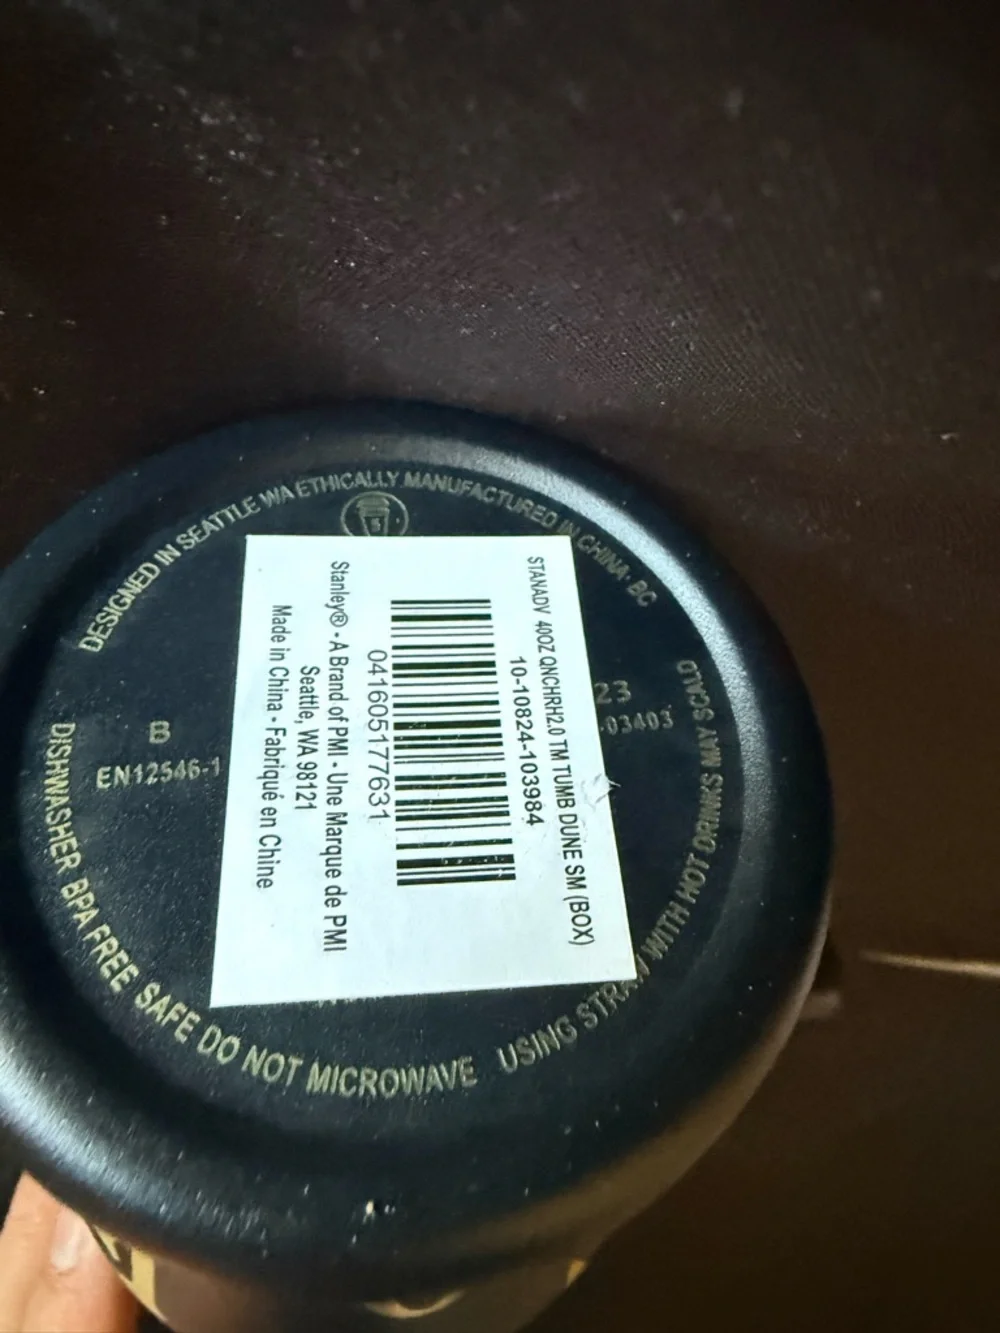 DESIGNED IN SEATTLE WA ETHICALLY MANUFACTURED IN CHINA· BC
STANADV 40OZ QNCHRH2.0 TM TUMB DUNE SM (BOX)
10-10824-103984
041605177631
Stanley® • A Brand of PMI • Une Marque de PMI
Seattle, WA 98121
Made in China • Fabriqué en Chine
B
EN12546-1
23
-03403
DISHWASHER BPA FREE SAFE DO NOT MICROWAVE
USING STRAW WITH HOT DRINKS MAY SCALD